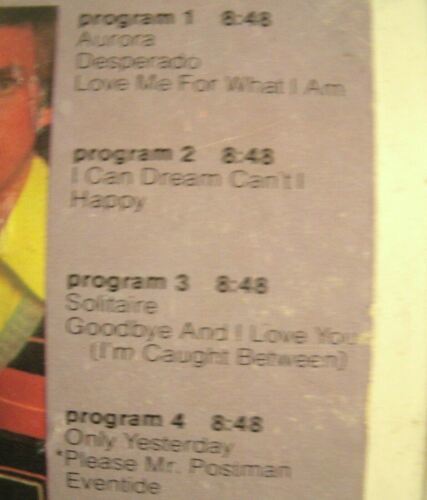 program 1 8:48
Aurora
Desperado
Love Me For What I Am
program 2 8:48
I Can Dream Can't I
Happy
program 3 8:48
Solitaire
Goodbye And I Love You
(I'm Caught Between)
program 4 8:48
Only Yesterday
*Please Mr. Postman
Eventide